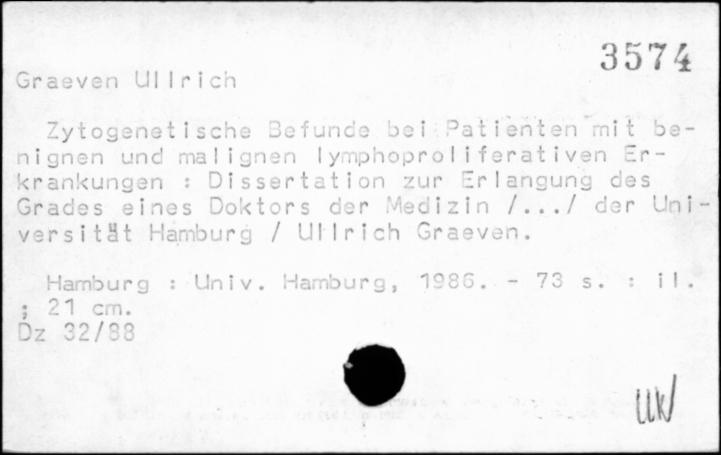 3574
Graeven Ullrich
Zytogenetische Befunde bei Patienten mit be-
nignen und malignen lymphoproliferativen Er-
krankungen : Dissertation zur Erlangung des
Grades eines Doktors der Medizin /.../ der Uni-
versität Hamburg / Ullrich Graeven.
Hamburg : Univ. Hamburg, 1986. - 73 s. : il.
; 21 cm.
Dz 32/88